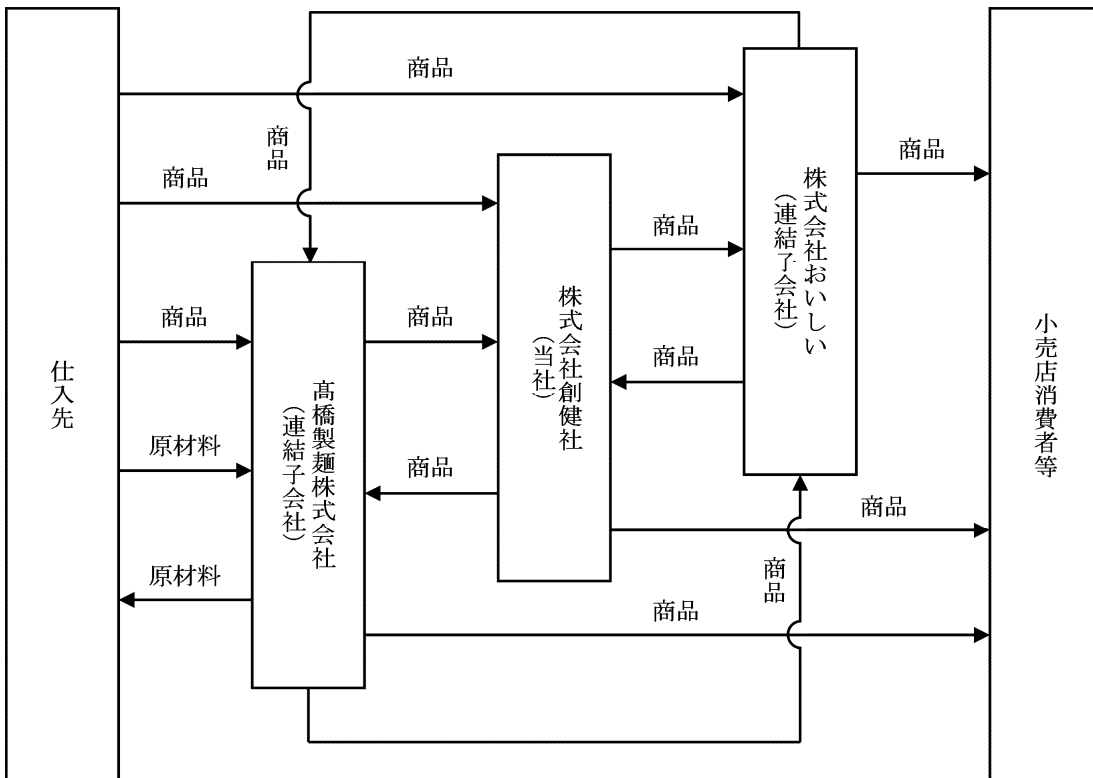 仕入先
商品
商品
商品
商品
原材料
原材料
髙橋製麺株式会社
（連結子会社）
商品
商品
株式会社創健社
（当社）
商品
商品
株式会社おいしい
（連結子会社）
商品
商品
商品
商品
小売店消費者等